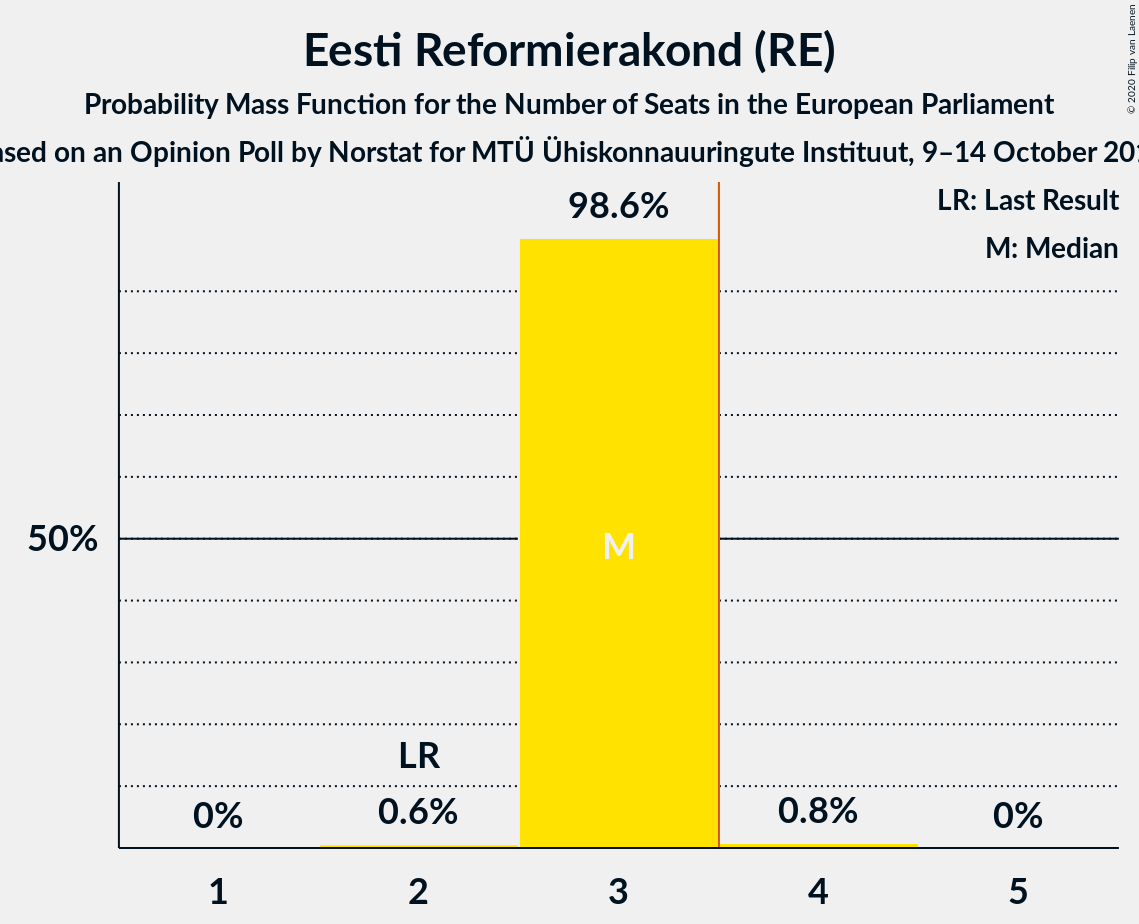 Eesti Reformierakond (RE)
Probability Mass Function for the Number of Seats in the European Parliament
on an Opinion Poll by Norstat for MTÜ Ühiskonnauuringute Instituut, 9–14 October
© 2020 Filip van Laenen
LR: Last Result
M: Median
98.6%
50%
M
LR
0%
0.6%
0.8%
0%
1
2
3
4
5